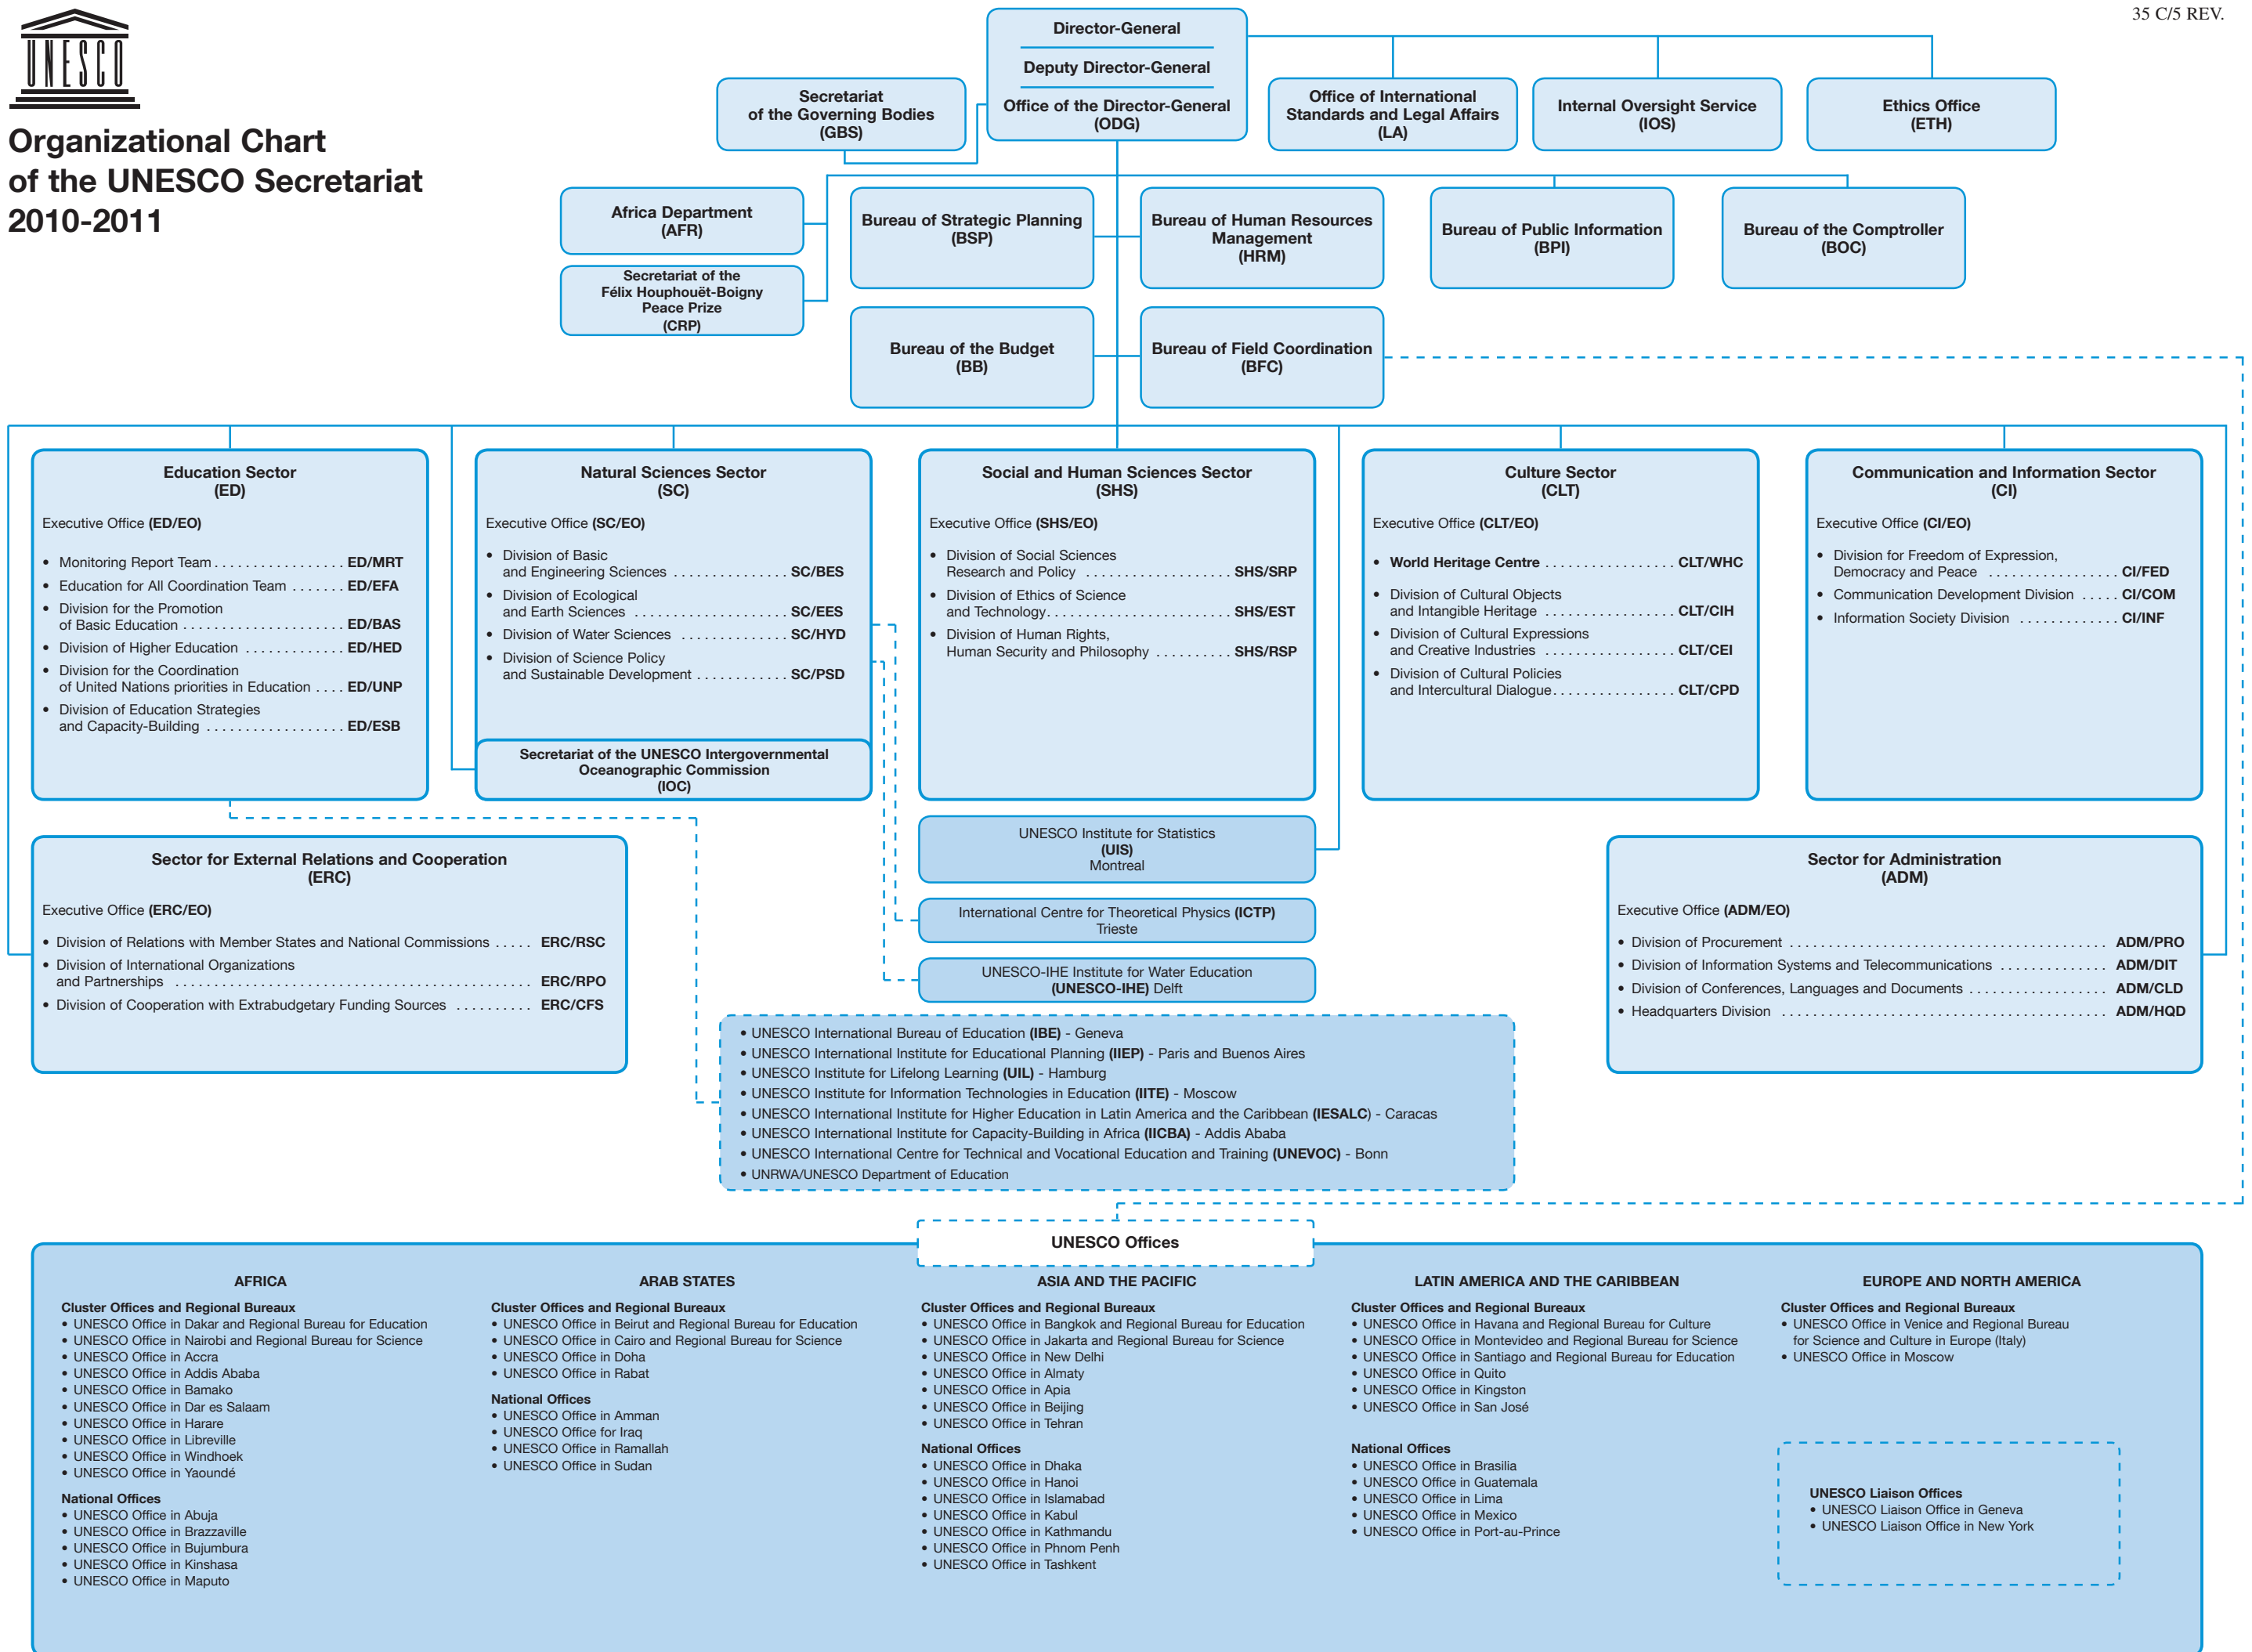 35 C/5 REV.
UNESCO
Organizational Chart
of the UNESCO Secretariat
2010-2011
Director-General
Deputy Director-General
Office of the Director-General
(ODG)
Secretariat
of the Governing Bodies
(GBS)
Office of International
Standards and Legal Affairs
(LA)
Internal Oversight Service
(IOS)
Ethics Office
(ETH)
Africa Department
(AFR)
Secretariat of the
Félix Houphouët-Boigny
Peace Prize
(CRP)
Bureau of Strategic Planning
(BSP)
Bureau of Human Resources
Management
(HRM)
Bureau of Public Information
(BPI)
Bureau of the Comptroller
(BOC)
Bureau of the Budget
(BB)
Bureau of Field Coordination
(BFC)
Education Sector
(ED)
Executive Office (ED/EO)
• Monitoring Report Team ................. ED/MRT
• Education for All Coordination Team ....... ED/EFA
• Division for the Promotion
of Basic Education ..................... ED/BAS
• Division of Higher Education ............. ED/HED
• Division for the Coordination
of United Nations priorities in Education .... ED/UNP
• Division of Education Strategies
and Capacity-Building .................. ED/ESB
Natural Sciences Sector
(SC)
Executive Office (SC/EO)
• Division of Basic
and Engineering Sciences ............... SC/BES
• Division of Ecological
and Earth Sciences .................... SC/EES
• Division of Water Sciences .............. SC/HYD
• Division of Science Policy
and Sustainable Development ............ SC/PSD
Secretariat of the UNESCO Intergovernmental
Oceanographic Commission
(IOC)
Social and Human Sciences Sector
(SHS)
Executive Office (SHS/EO)
• Division of Social Sciences
Research and Policy ................... SHS/SRP
• Division of Ethics of Science
and Technology........................ SHS/EST
• Division of Human Rights,
Human Security and Philosophy .......... SHS/RSP
Culture Sector
(CLT)
Executive Office (CLT/EO)
• World Heritage Centre ................. CLT/WHC
• Division of Cultural Objects
and Intangible Heritage ................. CLT/CIH
• Division of Cultural Expressions
and Creative Industries ................. CLT/CEI
• Division of Cultural Policies
and Intercultural Dialogue................ CLT/CPD
Communication and Information Sector
(CI)
Executive Office (CI/EO)
• Division for Freedom of Expression,
Democracy and Peace ................. CI/FED
• Communication Development Division ..... CI/COM
• Information Society Division ............. CI/INF
UNESCO Institute for Statistics
(UIS)
Montreal
International Centre for Theoretical Physics (ICTP)
Trieste
UNESCO-IHE Institute for Water Education
(UNESCO-IHE) Delft
Sector for External Relations and Cooperation
(ERC)
Executive Office (ERC/EO)
• Division of Relations with Member States and National Commissions ..... ERC/RSC
• Division of International Organizations
and Partnerships ............................................. ERC/RPO
• Division of Cooperation with Extrabudgetary Funding Sources .......... ERC/CFS
Sector for Administration
(ADM)
Executive Office (ADM/EO)
• Division of Procurement ......................................... ADM/PRO
• Division of Information Systems and Telecommunications .............. ADM/DIT
• Division of Conferences, Languages and Documents .................. ADM/CLD
• Headquarters Division .......................................... ADM/HQD
• UNESCO International Bureau of Education (IBE) - Geneva
• UNESCO International Institute for Educational Planning (IIEP) - Paris and Buenos Aires
• UNESCO Institute for Lifelong Learning (UIL) - Hamburg
• UNESCO Institute for Information Technologies in Education (IITE) - Moscow
• UNESCO International Institute for Higher Education in Latin America and the Caribbean (IESALC) - Caracas
• UNESCO International Institute for Capacity-Building in Africa (IICBA) - Addis Ababa
• UNESCO International Centre for Technical and Vocational Education and Training (UNEVOC) - Bonn
• UNRWA/UNESCO Department of Education
UNESCO Offices
AFRICA
Cluster Offices and Regional Bureaux
• UNESCO Office in Dakar and Regional Bureau for Education
• UNESCO Office in Nairobi and Regional Bureau for Science
• UNESCO Office in Accra
• UNESCO Office in Addis Ababa
• UNESCO Office in Bamako
• UNESCO Office in Dar es Salaam
• UNESCO Office in Harare
• UNESCO Office in Libreville
• UNESCO Office in Windhoek
• UNESCO Office in Yaoundé
National Offices
• UNESCO Office in Abuja
• UNESCO Office in Brazzaville
• UNESCO Office in Bujumbura
• UNESCO Office in Kinshasa
• UNESCO Office in Maputo
ARAB STATES
Cluster Offices and Regional Bureaux
• UNESCO Office in Beirut and Regional Bureau for Education
• UNESCO Office in Cairo and Regional Bureau for Science
• UNESCO Office in Doha
• UNESCO Office in Rabat
National Offices
• UNESCO Office in Amman
• UNESCO Office for Iraq
• UNESCO Office in Ramallah
• UNESCO Office in Sudan
ASIA AND THE PACIFIC
Cluster Offices and Regional Bureaux
• UNESCO Office in Bangkok and Regional Bureau for Education
• UNESCO Office in Jakarta and Regional Bureau for Science
• UNESCO Office in New Delhi
• UNESCO Office in Almaty
• UNESCO Office in Apia
• UNESCO Office in Beijing
• UNESCO Office in Tehran
National Offices
• UNESCO Office in Dhaka
• UNESCO Office in Hanoi
• UNESCO Office in Islamabad
• UNESCO Office in Kabul
• UNESCO Office in Kathmandu
• UNESCO Office in Phnom Penh
• UNESCO Office in Tashkent
LATIN AMERICA AND THE CARIBBEAN
Cluster Offices and Regional Bureaux
• UNESCO Office in Havana and Regional Bureau for Culture
• UNESCO Office in Montevideo and Regional Bureau for Science
• UNESCO Office in Santiago and Regional Bureau for Education
• UNESCO Office in Quito
• UNESCO Office in Kingston
• UNESCO Office in San José
National Offices
• UNESCO Office in Brasilia
• UNESCO Office in Guatemala
• UNESCO Office in Lima
• UNESCO Office in Mexico
• UNESCO Office in Port-au-Prince
EUROPE AND NORTH AMERICA
Cluster Offices and Regional Bureaux
• UNESCO Office in Venice and Regional Bureau
for Science and Culture in Europe (Italy)
• UNESCO Office in Moscow
UNESCO Liaison Offices
• UNESCO Liaison Office in Geneva
• UNESCO Liaison Office in New York